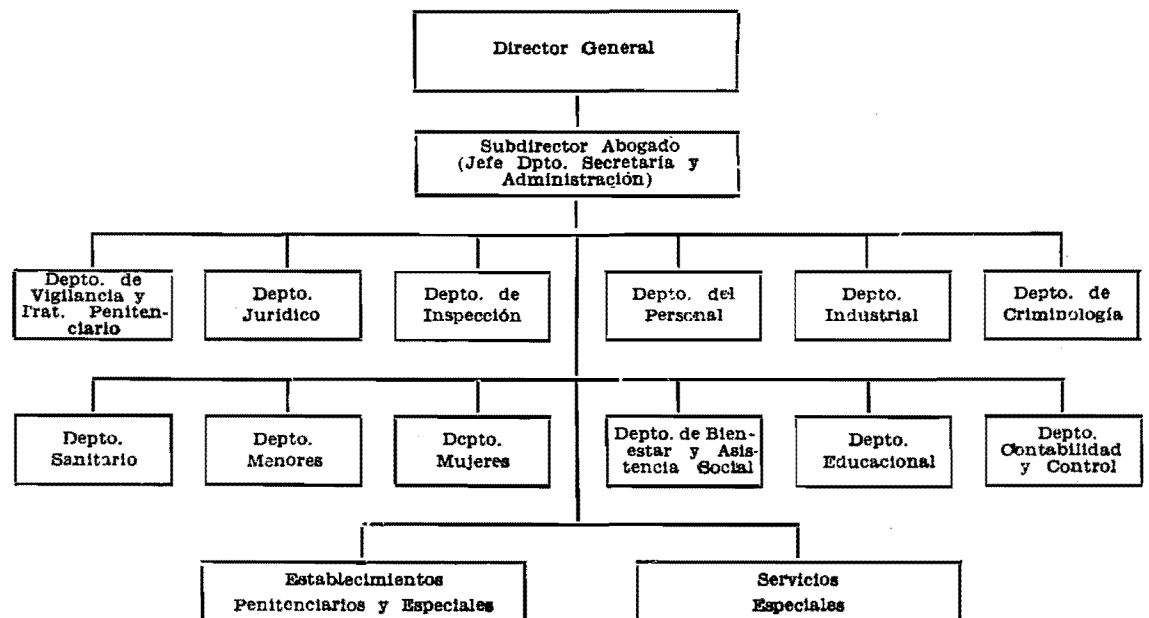 Director General
Subdirector Abogado
(Jefe Dpto. Secretaría y
Administración)
Depto. de
Vigilancia y
Trat. Peniten-
ciario
Depto.
Jurídico
Depto. de
Inspección
Depto. del
Personal
Depto.
Industrial
Depto. de
Criminología
Depto.
Sanitario
Depto.
Menores
Depto.
Mujeres
Depto. de Bien-
estar y Asis-
tencia Social
Depto.
Educacional
Depto.
Contabilidad
y Control
Establecimientos
Penitenciarios y Especiales
Servicios
Especiales